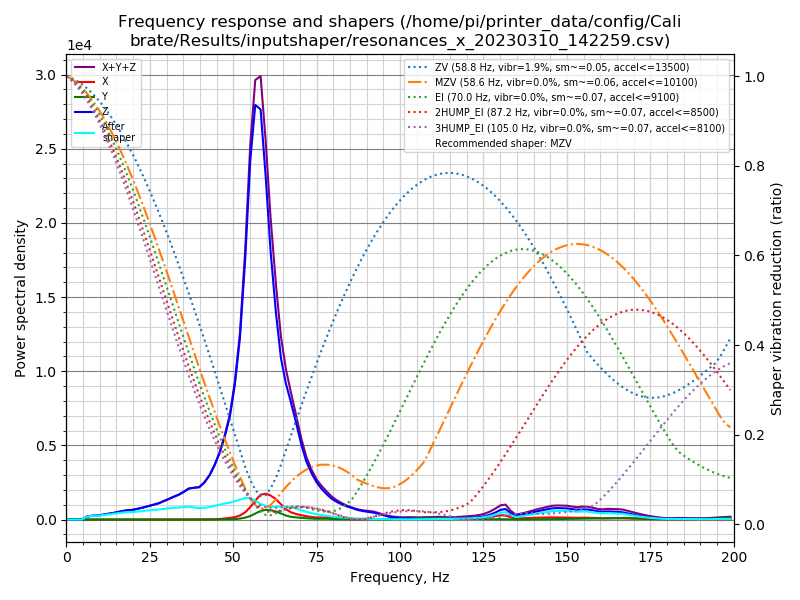 Frequency response and shapers (/home/pi/printer_data/config/Cali
brate/Results/inputshaper/resonances_x_20230310_142259.csv)
1e4
X+Y+Z
X
Y
Z
After
shaper
ZV (58.8 Hz, vibr=1.9%, sm~=0.05, accel<=13500)
MZV (58.6 Hz, vibr=0.0%, sm~=0.06, accel<=10100)
EI (70.0 Hz, vibr=0.0%, sm~=0.07, accel<=9100)
2HUMP_EI (87.2 Hz, vibr=0.0%, sm~=0.07, accel<=8500)
3HUMP_EI (105.0 Hz, vibr=0.0%, sm~=0.07, accel<=8100)
Recommended shaper: MZV
3.0
2.5
2.0
1.5
1.0
0.5
0.0
Power spectral density
1.0
0.8
0.6
0.4
0.2
0.0
Shaper vibration reduction (ratio)
0 25 50 75 100 125 150 175 200
Frequency, Hz